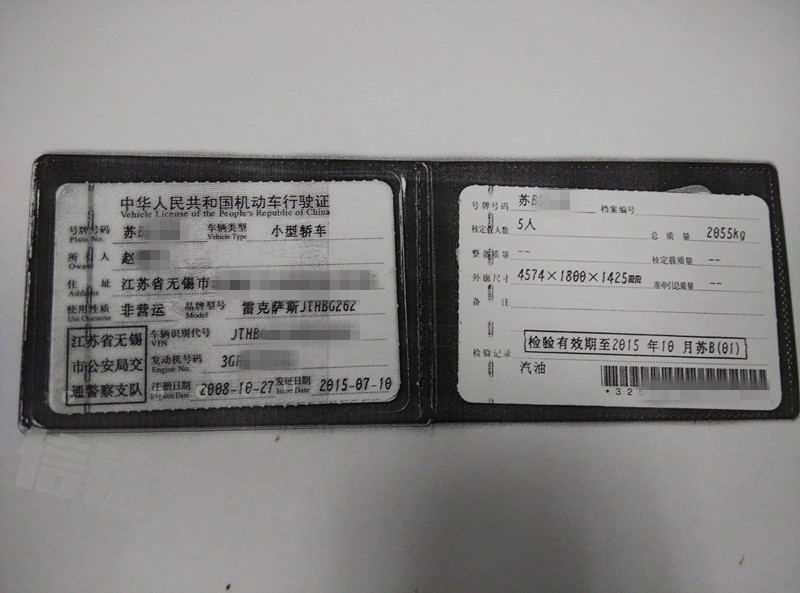 中华人民共和国机动车行驶证
Vehicle License of the People's Republic of China
号牌号码 苏B 车辆类型 小型轿车
Plate No. Vehicle Type
所有人 赵
Owner
住址 江苏省无锡市
Address
使用性质 非营运 品牌型号 雷克萨斯JTHBG262
Use Character Model
江苏省无锡
市公安局交
通警察支队
车辆识别代号 JTHB
VIN
发动机号码 3GR
Engine No.
注册日期 2008-10-27 发证日期 2015-07-10
Register Date Issue Date
号牌号码 苏B 档案编号
核定载人数 5人 总质量 2055kg
整备质量 -- 核定载质量 --
外廓尺寸 4574×1800×1425 准牵引总质量 --
备注
检验有效期至2015年10月苏B(01)
检验记录
汽油